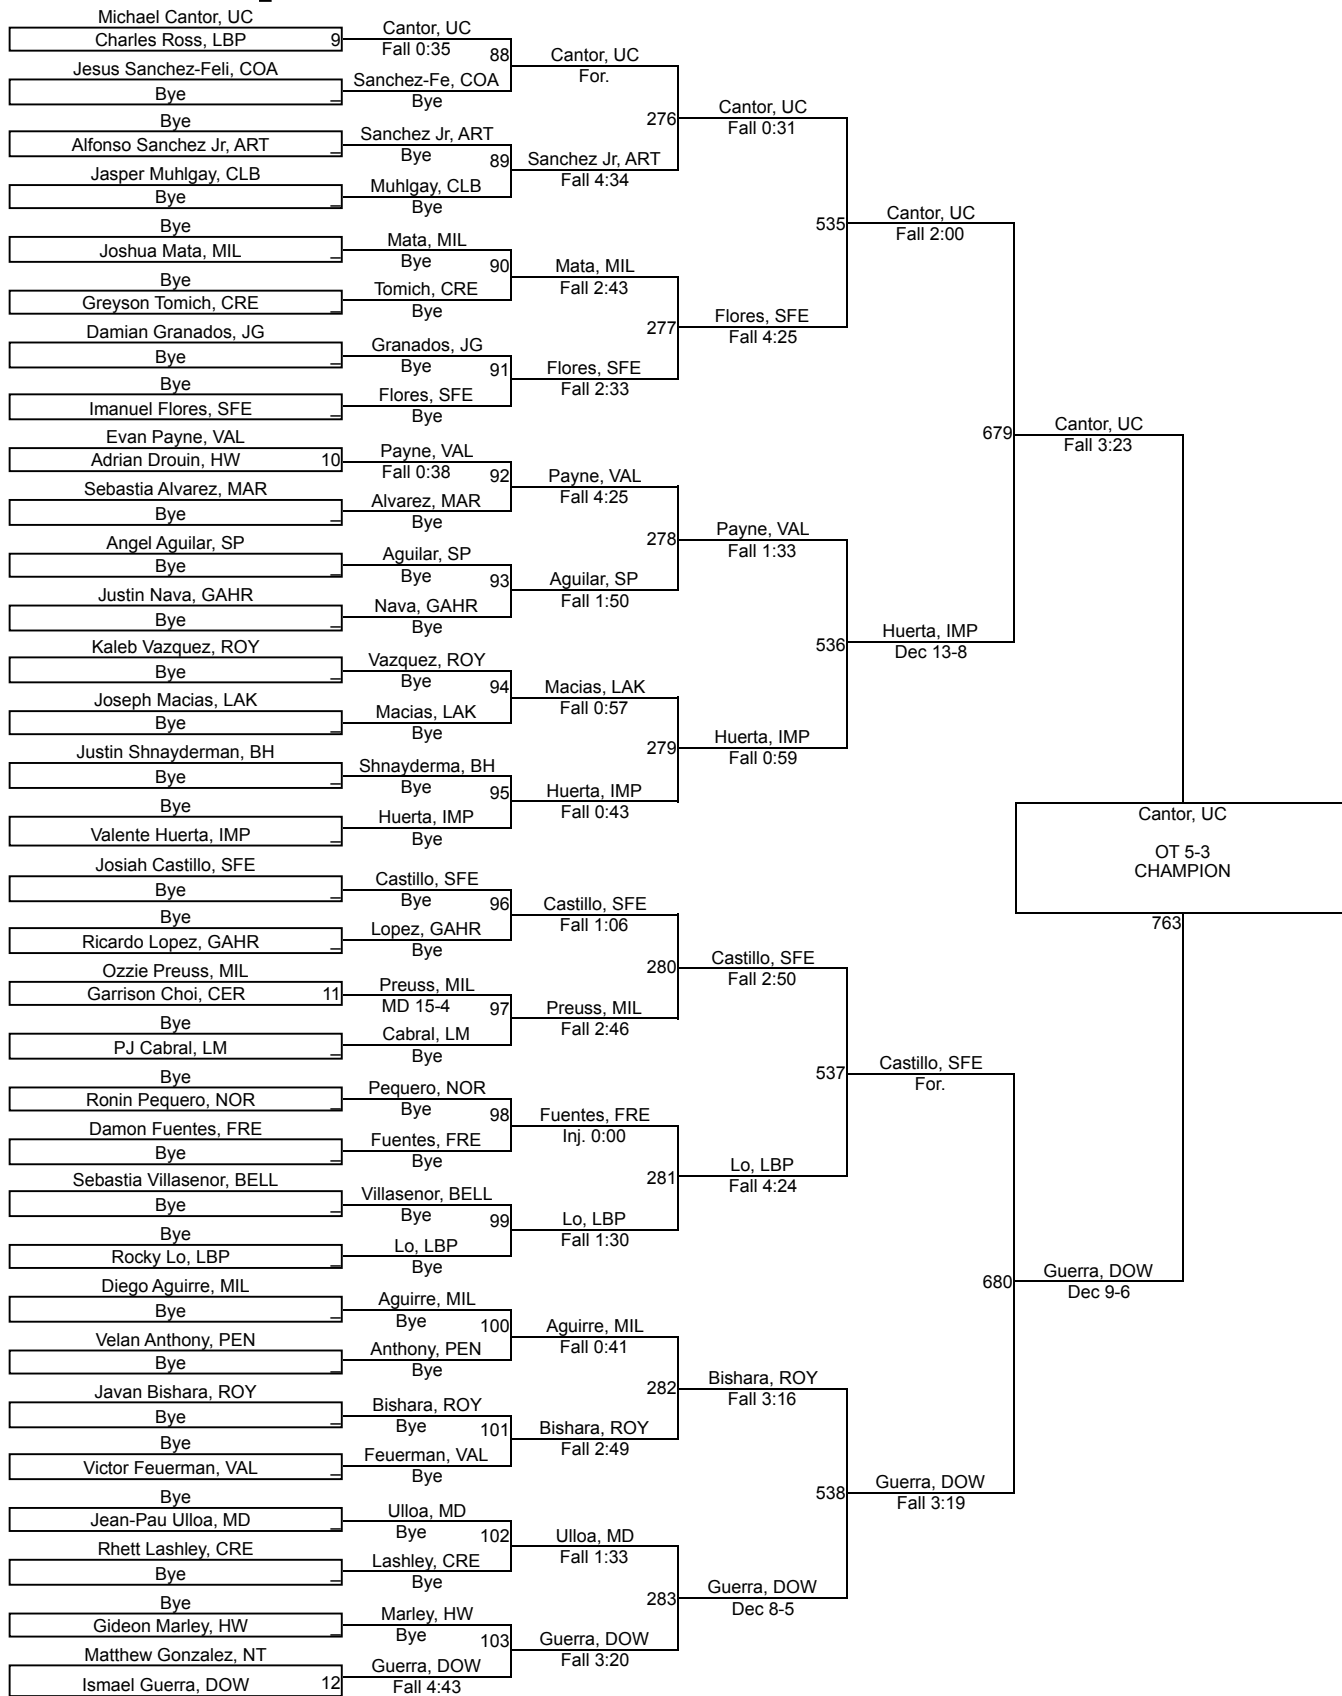 Michael Cantor, UC
Charles Ross, LBP 9
Jesus Sanchez-Feli, COA
Bye _
Bye
Alfonso Sanchez Jr, ART _
Jasper Muhlgay, CLB
Bye _
Bye
Joshua Mata, MIL _
Bye
Greyson Tomich, CRE _
Damian Granados, JG
Bye _
Bye
Imanuel Flores, SFE _
Evan Payne, VAL
Adrian Drouin, HW 10
Sebastia Alvarez, MAR
Bye _
Angel Aguilar, SP
Bye _
Justin Nava, GAHR
Bye _
Kaleb Vazquez, ROY
Bye _
Joseph Macias, LAK
Bye _
Justin Shnayderman, BH
Bye _
Bye
Valente Huerta, IMP _
Josiah Castillo, SFE
Bye _
Bye
Ricardo Lopez, GAHR _
Ozzie Preuss, MIL
Garrison Choi, CER 11
Bye
PJ Cabral, LM _
Bye
Ronin Pequero, NOR _
Damon Fuentes, FRE
Bye _
Sebastia Villasenor, BELL
Bye _
Bye
Rocky Lo, LBP _
Diego Aguirre, MIL
Bye _
Velan Anthony, PEN
Bye _
Javan Bishara, ROY
Bye _
Bye
Victor Feuerman, VAL _
Bye
Jean-Pau Ulloa, MD _
Rhett Lashley, CRE
Bye _
Bye
Gideon Marley, HW _
Matthew Gonzalez, NT
Ismael Guerra, DOW 12
Cantor, UC
Fall 0:35
88
Sanchez-Fe, COA
Bye
Sanchez Jr, ART
Bye
89
Muhlgay, CLB
Bye
Mata, MIL
Bye
90
Tomich, CRE
Bye
Granados, JG
Bye
91
Flores, SFE
Bye
Payne, VAL
Fall 0:38
92
Alvarez, MAR
Bye
Aguilar, SP
Bye
93
Nava, GAHR
Bye
Vazquez, ROY
Bye
94
Macias, LAK
Bye
Shnayderma, BH
Bye
95
Huerta, IMP
Bye
Castillo, SFE
Bye
96
Lopez, GAHR
Bye
Preuss, MIL
MD 15-4
97
Cabral, LM
Bye
Pequero, NOR
Bye
98
Fuentes, FRE
Bye
Villasenor, BELL
Bye
99
Lo, LBP
Bye
Aguirre, MIL
Bye
100
Anthony, PEN
Bye
Bishara, ROY
Bye
101
Feuerman, VAL
Bye
Ulloa, MD
Bye
102
Lashley, CRE
Bye
Marley, HW
Bye
103
Guerra, DOW
Fall 4:43
Cantor, UC
For.
276
Sanchez Jr, ART
Fall 4:34
Mata, MIL
Fall 2:43
277
Flores, SFE
Fall 2:33
Payne, VAL
Fall 4:25
278
Aguilar, SP
Fall 1:50
Macias, LAK
Fall 0:57
279
Huerta, IMP
Fall 0:43
Castillo, SFE
Fall 1:06
280
Preuss, MIL
Fall 2:46
Fuentes, FRE
Inj. 0:00
281
Lo, LBP
Fall 1:30
Aguirre, MIL
Fall 0:41
282
Bishara, ROY
Fall 2:49
Ulloa, MD
Fall 1:33
283
Guerra, DOW
Fall 3:20
Cantor, UC
Fall 0:31
535
Flores, SFE
Fall 4:25
Payne, VAL
Fall 1:33
536
Huerta, IMP
Fall 0:59
Castillo, SFE
Fall 2:50
537
Lo, LBP
Fall 4:24
Bishara, ROY
Fall 3:16
538
Guerra, DOW
Dec 8-5
Cantor, UC
Fall 2:00
679
Huerta, IMP
Dec 13-8
Castillo, SFE
For.
680
Guerra, DOW
Fall 3:19
Cantor, UC
Fall 3:23
Cantor, UC
OT 5-3
CHAMPION
763
Guerra, DOW
Dec 9-6